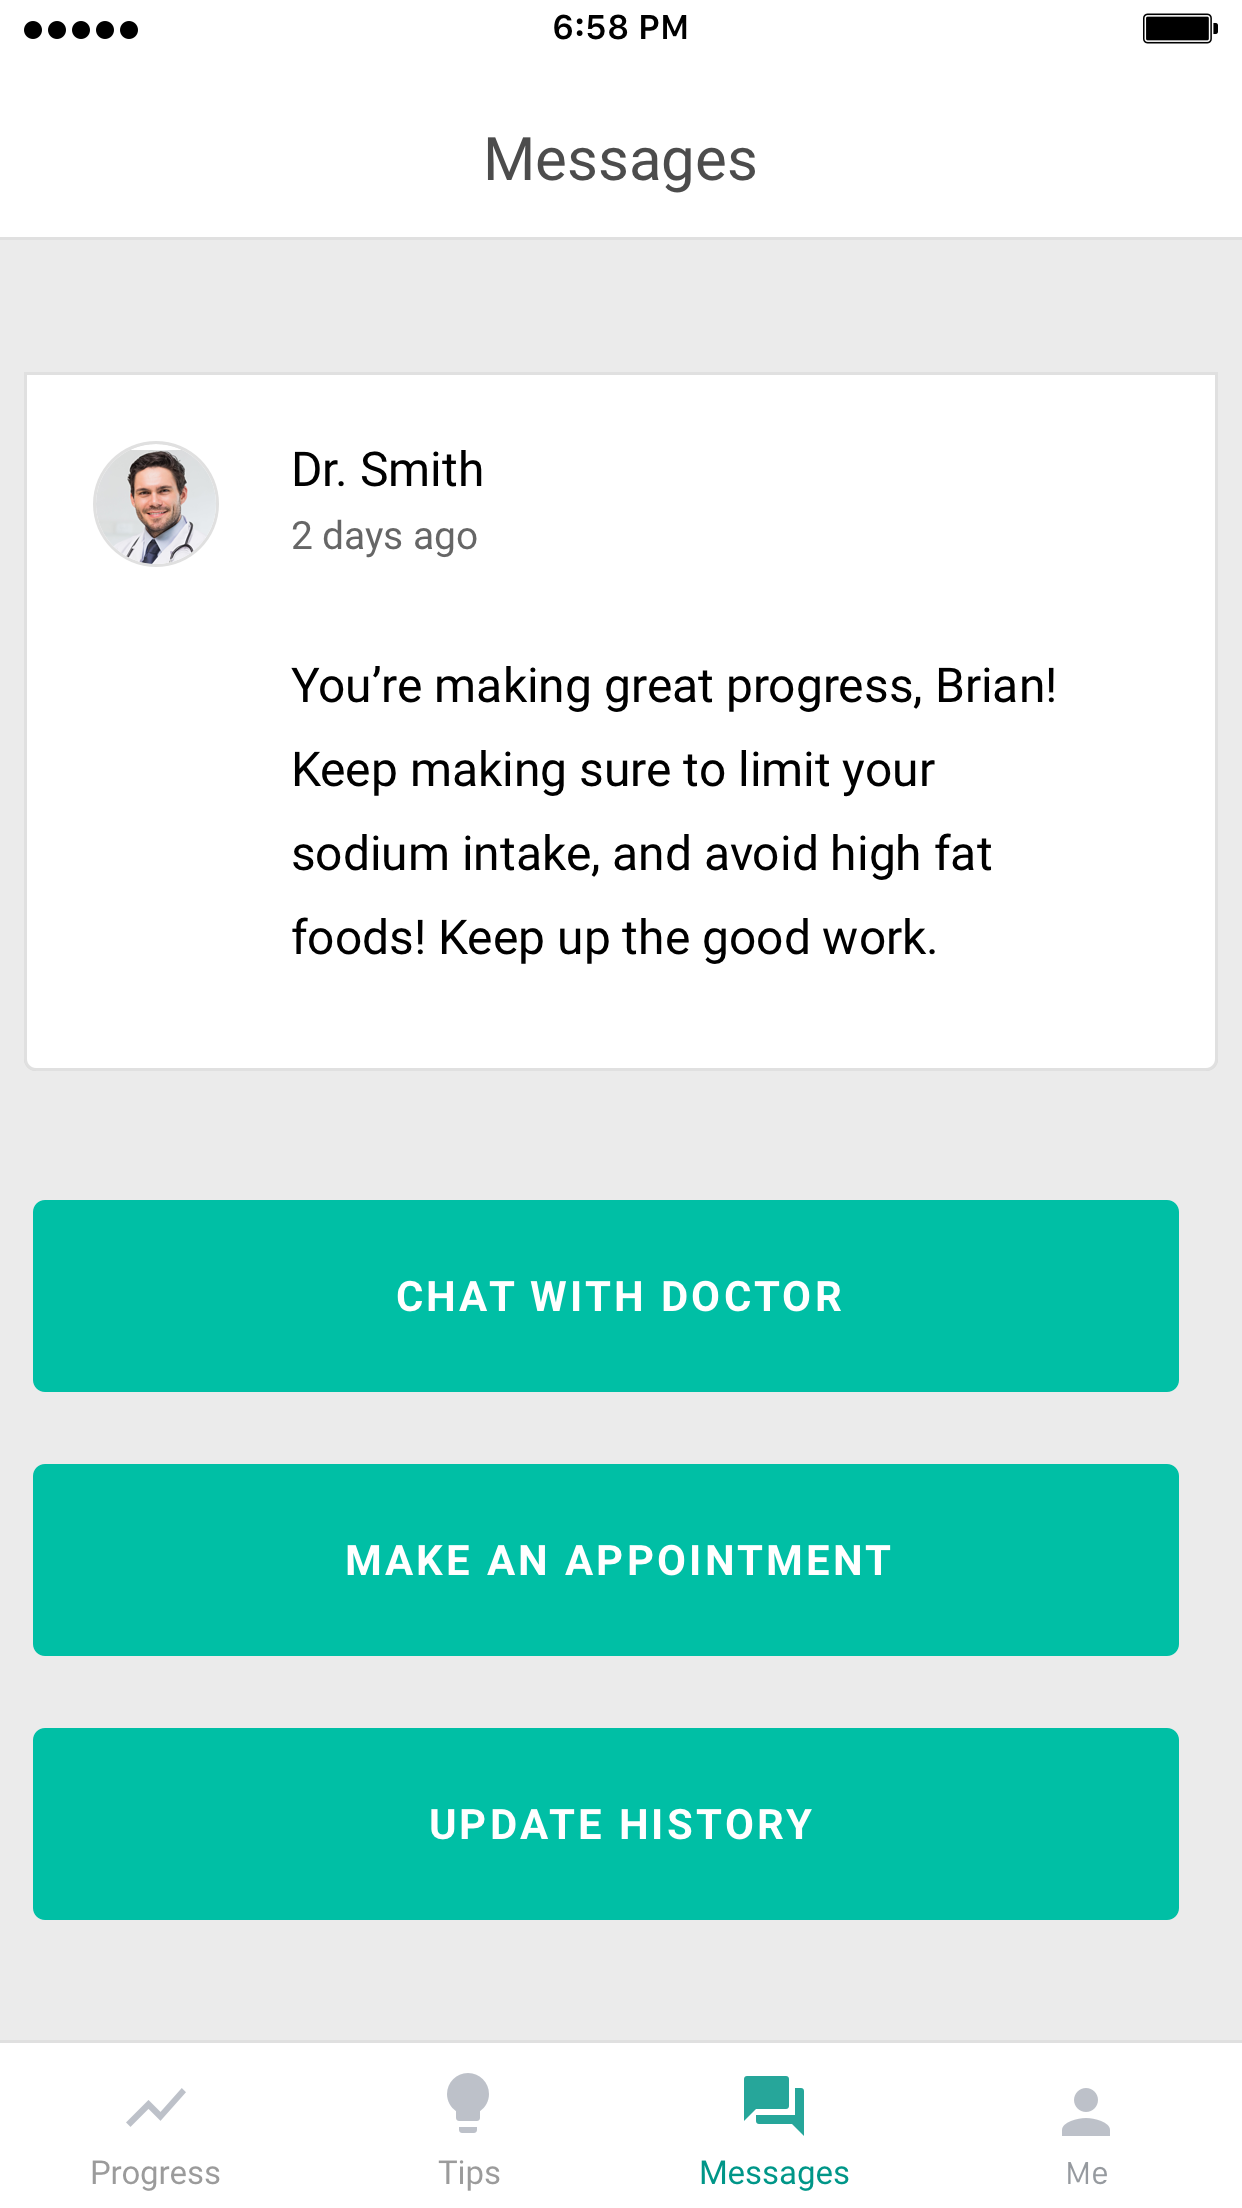 6:58 PM
Messages
Dr. Smith
2 days ago
You’re making great progress, Brian!
Keep making sure to limit your
sodium intake, and avoid high fat
foods! Keep up the good work.
CHAT WITH DOCTOR
MAKE AN APPOINTMENT
UPDATE HISTORY
Progress
Tips
Messages
Me